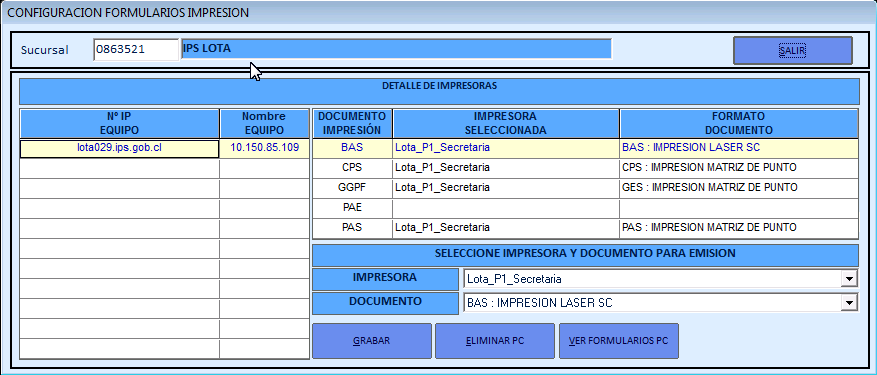 CONFIGURACION FORMULARIOS IMPRESION
Sucursal 0863521 IPS LOTA SALIR
DETALLE DE IMPRESORAS
Nº IP EQUIPO Nombre EQUIPO DOCUMENTO IMPRESIÓN IMPRESORA SELECCIONADA FORMATO DOCUMENTO
lota029.ips.gob.cl 10.150.85.109 BAS Lota_P1_Secretaria BAS : IMPRESION LASER SC
CPS Lota_P1_Secretaria CPS : IMPRESION MATRIZ DE PUNTO
GGPF Lota_P1_Secretaria GES : IMPRESION MATRIZ DE PUNTO
PAE
PAS Lota_P1_Secretaria PAS : IMPRESION MATRIZ DE PUNTO
SELECCIONE IMPRESORA Y DOCUMENTO PARA EMISION
IMPRESORA Lota_P1_Secretaria
DOCUMENTO BAS : IMPRESION LASER SC
GRABAR ELIMINAR PC VER FORMULARIOS PC